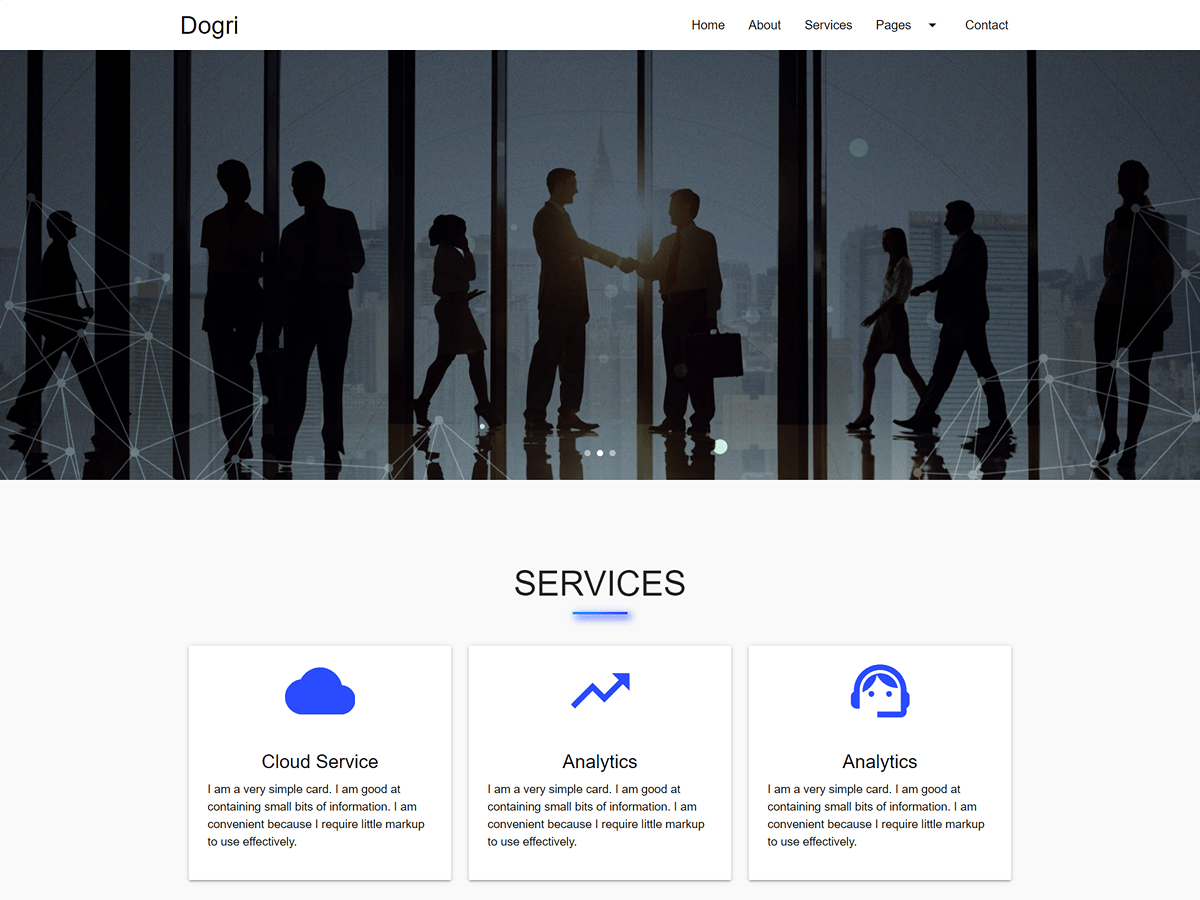 Dogri
Home About Services Pages Contact
SERVICES
Cloud Service
I am a very simple card. I am good at
containing small bits of information. I am
convenient because I require little markup
to use effectively.
Analytics
I am a very simple card. I am good at
containing small bits of information. I am
convenient because I require little markup
to use effectively.
Analytics
I am a very simple card. I am good at
containing small bits of information. I am
convenient because I require little markup
to use effectively.